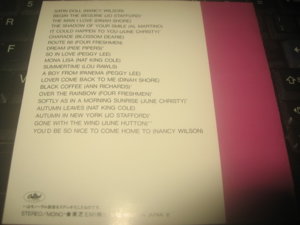 SATIN DOLL (NANCY WILSON)
BEGIN THE BEGUINE (JO STAFFORD)
THE MAN I LOVE (DINAH SHORE)
THE SHADOW OF YOUR SMILE (AL MARTINO)
IT COULD HAPPEN TO YOU (JUNE CHRISTY)
CHARADE (BLOSSOM DEARIE)
ROUTE 66 (FOUR FRESHMEN)
DREAM (PIED PIPERS)
SO IN LOVE (PEGGY LEE)
MONA LISA (NAT KING COLE)
SUMMERTIME (LOU RAWLS)
A BOY FROM IPANEMA (PEGGY LEE)
LOVER COME BACK TO ME (DINAH SHORE)
BLACK COFFEE (ANN RICHARDS)
OVER THE RAINBOW (FOUR FRESHMEN)
SOFTLY AS IN A MORNING SUNRISE (JUNE CHRISTY)
AUTUMN LEAVES (NAT KING COLE)
AUTUMN IN NEW YORK (JO STAFFORD)
GONE WITH THE WIND (JUNE HUTTON)
YOU'D BE SO NICE TO COME HOME TO (NANCY WILSON)
Capitol
STEREO/MONO
JAPAN